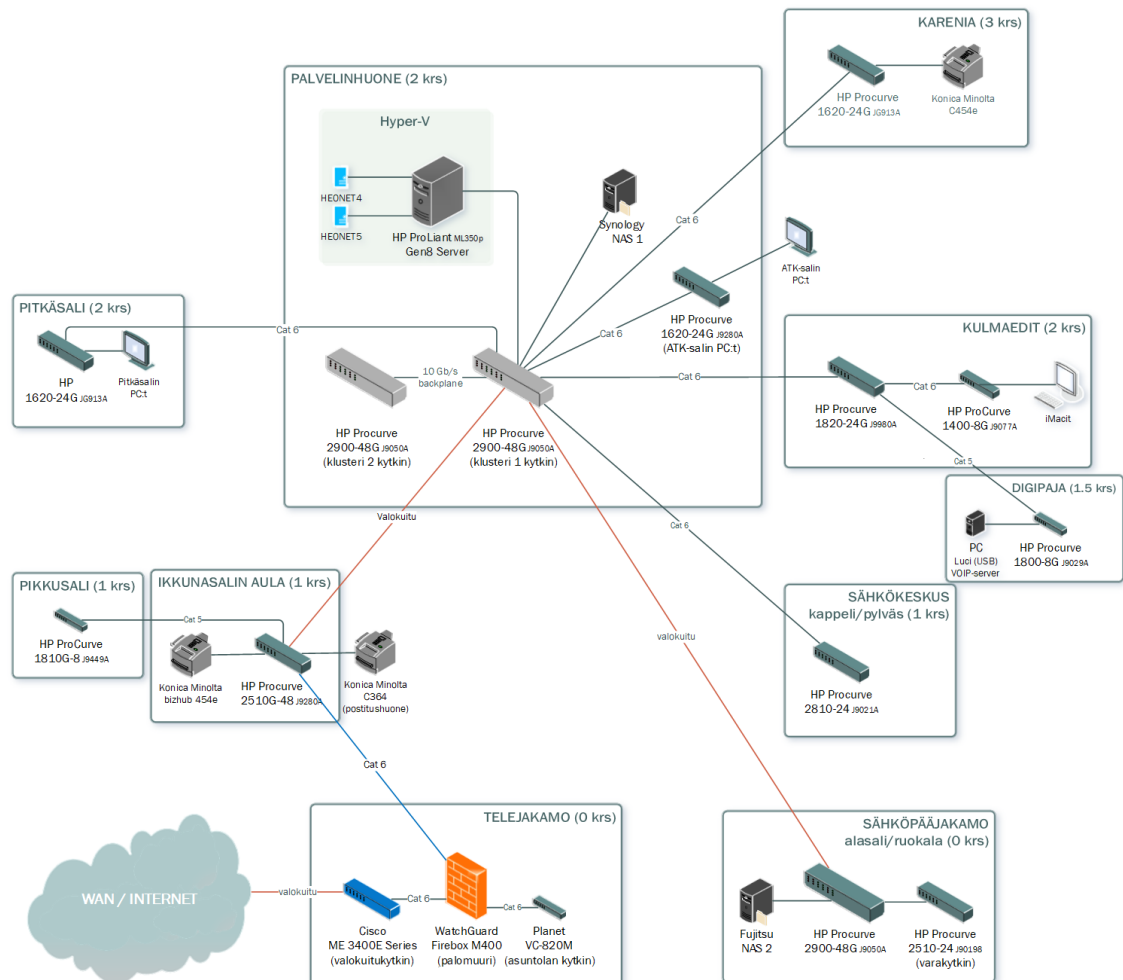 KARENIA (3 krs)
HP Procurve
1620-24G JG913A
Konica Minolta
C454e
PALVELINHUONE (2 krs)
Hyper-V
HEONET4
HEONET5
HP ProLiant ML350p
Gen8 Server
Synology
NAS 1
Cat 6
ATK-salin
PC:t
Cat 6
HP Procurve
1620-24G J9280A
(ATK-salin PC:t)
PITKÄSALI (2 krs)
HP
1620-24G JG913A
Pitkäsalin
PC:t
Cat 6
10 Gb/s
backplane
HP Procurve
2900-48G J9050A
(klusteri 2 kytkin)
HP Procurve
2900-48G J9050A
(klusteri 1 kytkin)
Cat 6
KULMAEDIT (2 krs)
HP Procurve
1820-24G J9980A
Cat 6
HP ProCurve
1400-8G J9077A
iMacit
Cat 5
DIGIPAJA (1.5 krs)
PC
Luci (USB)
VOIP-server
HP Procurve
1800-8G J9029A
Valokuitu
Cat 6
PIKKUSALI (1 krs)
HP ProCurve
1810G-8 J9449A
Cat 5
IKKUNASALIN AULA (1 krs)
Konica Minolta
bizhub 454e
HP Procurve
2510G-48 J9280A
Konica Minolta
C364
(postitushuone)
SÄHKÖKESKUS
kappeli/pylväs (1 krs)
HP Procurve
2810-24 J9021A
valokuitu
Cat 6
WAN / INTERNET
valokuitu
TELEJAKAMO (0 krs)
Cisco
ME 3400E Series
(valokuitukytkin)
Cat 6
WatchGuard
Firebox M400
(palomuuri)
Cat 6
Planet
VC-820M
(asuntolan kytkin)
SÄHKÖPÄÄJAKAMO
alasali/ruokala (0 krs)
Fujitsu
NAS 2
HP Procurve
2900-48G J9050A
HP Procurve
2510-24 J9019B
(varakytkin)